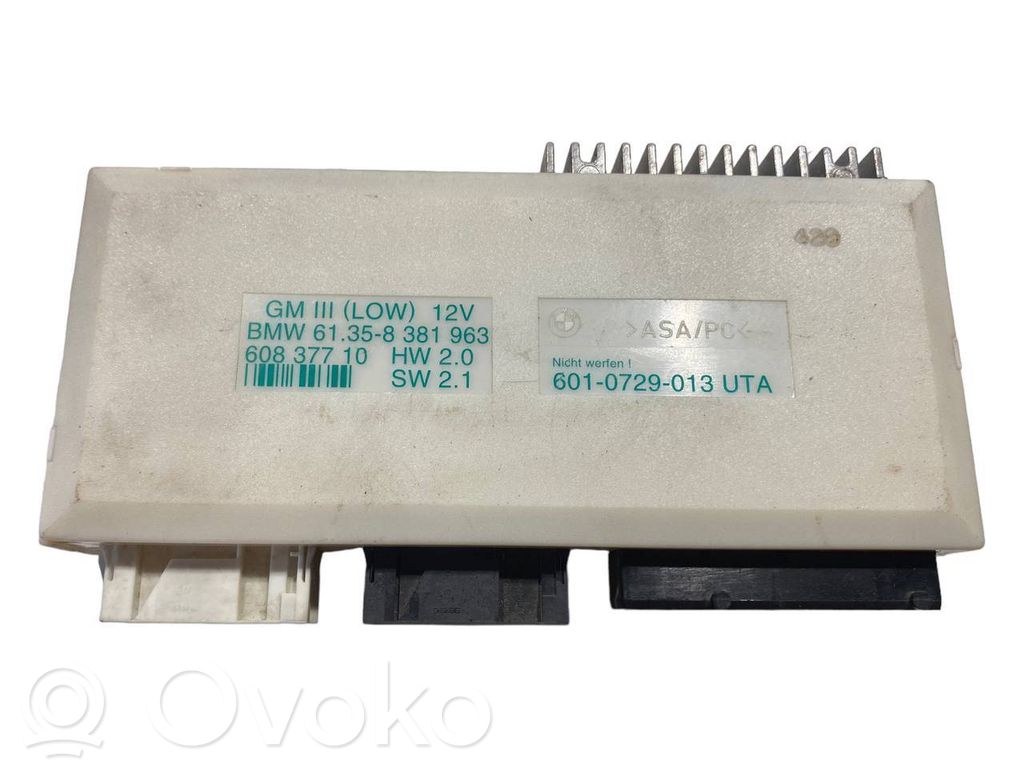 420
GM III (LOW) 12V
BMW 61.35-8 381 963
608 377 10 HW 2.0
SW 2.1
>ASA/PC<
Nicht werfen !
601-0729-013 UTA
Ovoko